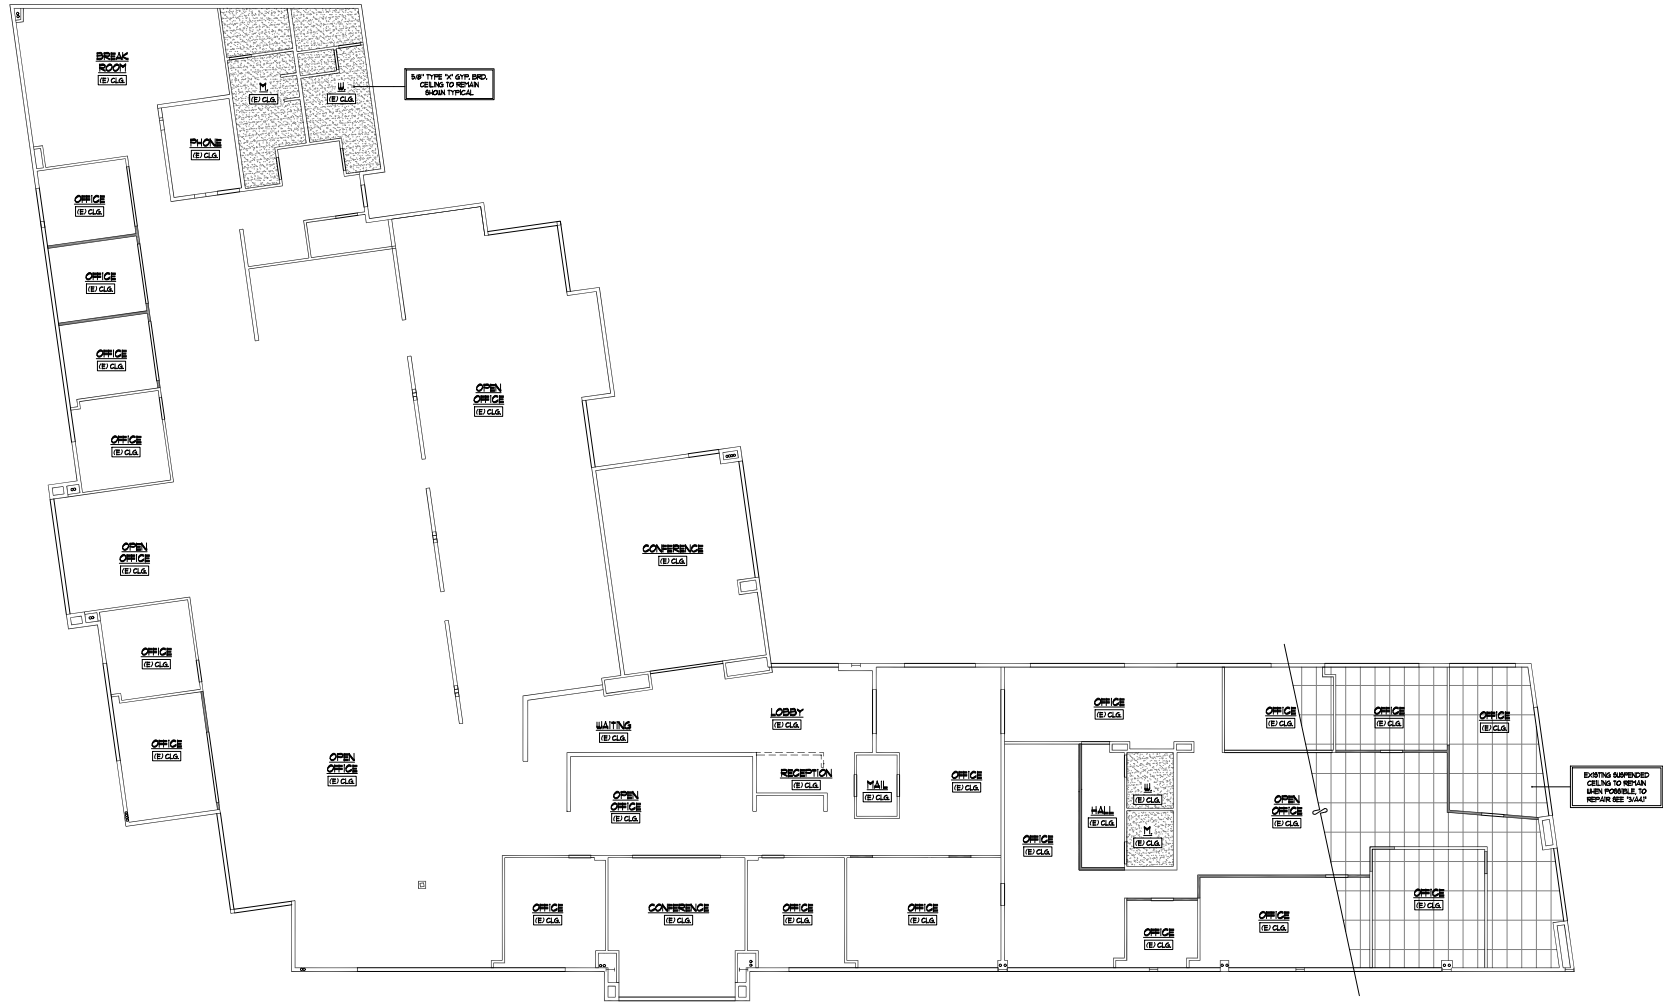 BREAK
ROOM
(E) CLG.
M.
(E) CLG.
W.
(E) CLG.
5/8" TYPE "X" GYP. BRD.
CEILING TO REMAIN
SHOWN TYPICAL
PHONE
(E) CLG.
OFFICE
(E) CLG.
OFFICE
(E) CLG.
OFFICE
(E) CLG.
OPEN
OFFICE
(E) CLG.
OFFICE
(E) CLG.
OPEN
OFFICE
(E) CLG.
CONFERENCE
(E) CLG.
OFFICE
(E) CLG.
OFFICE
(E) CLG.
OPEN
OFFICE
(E) CLG.
WAITING
(E) CLG.
LOBBY
(E) CLG.
OFFICE
(E) CLG.
OFFICE
(E) CLG.
OFFICE
(E) CLG.
OFFICE
(E) CLG.
OPEN
OFFICE
(E) CLG.
RECEPTION
(E) CLG.
MAIL
(E) CLG.
OFFICE
(E) CLG.
HALL
(E) CLG.
W.
(E) CLG.
M.
(E) CLG.
OFFICE
(E) CLG.
OPEN
OFFICE
(E) CLG.
EXISTING SUSPENDED
CEILING TO REMAIN
WHEN POSSIBLE, TO
REPAIR SEE "3/A4.1"
OFFICE
(E) CLG.
CONFERENCE
(E) CLG.
OFFICE
(E) CLG.
OFFICE
(E) CLG.
OFFICE
(E) CLG.
OFFICE
(E) CLG.
OFFICE
(E) CLG.